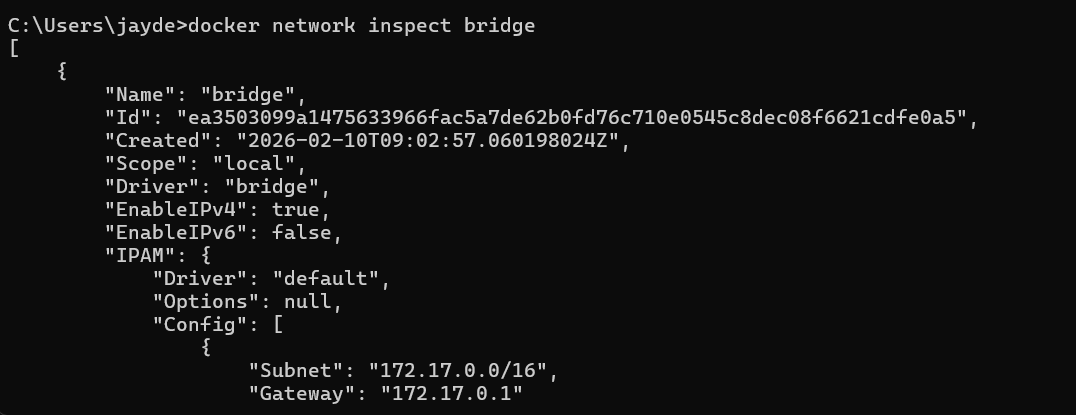 C:\Users\jayde>docker network inspect bridge
[
    {
        "Name": "bridge",
        "Id": "ea3503099a1475633966fac5a7de62b0fd76c710e0545c8dec08f6621cdfe0a5",
        "Created": "2026-02-10T09:02:57.060198024Z",
        "Scope": "local",
        "Driver": "bridge",
        "EnableIPv4": true,
        "EnableIPv6": false,
        "IPAM": {
            "Driver": "default",
            "Options": null,
            "Config": [
                {
                    "Subnet": "172.17.0.0/16",
                    "Gateway": "172.17.0.1"